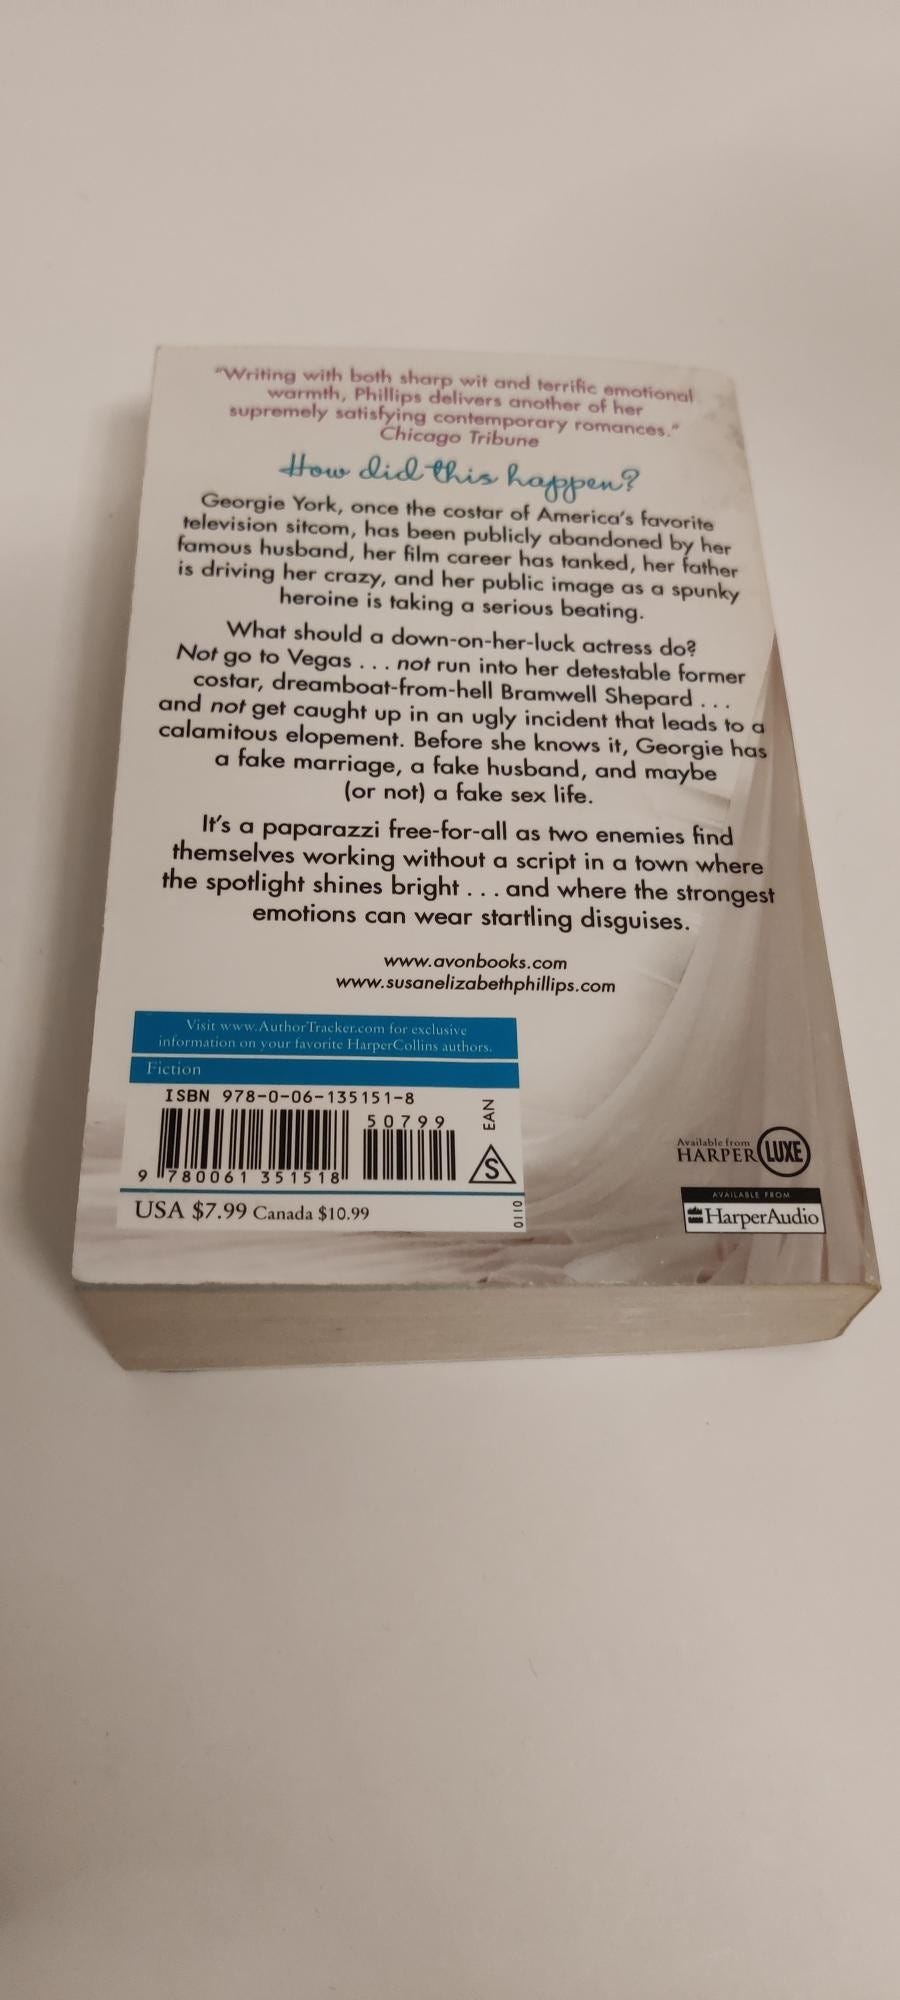 "Writing with both sharp wit and terrific emotional
warmth, Phillips delivers another of her
supremely satisfying contemporary romances."
Chicago Tribune
How did this happen?
Georgie York, once the costar of America's favorite
television sitcom, has been publicly abandoned by her
famous husband, her film career has tanked, her father
is driving her crazy, and her public image as a spunky
heroine is taking a serious beating.
What should a down-on-her-luck actress do?
Not go to Vegas . . . not run into her detestable former
costar, dreamboat-from-hell Bramwell Shepard . . .
and not get caught up in an ugly incident that leads to a
calamitous elopement. Before she knows it, Georgie has
a fake marriage, a fake husband, and maybe
(or not) a fake sex life.
It's a paparazzi free-for-all as two enemies find
themselves working without a script in a town where
the spotlight shines bright . . . and where the strongest
emotions can wear startling disguises.
www.avonbooks.com
www.susanelizabethphillips.com
Visit www.AuthorTracker.com for exclusive
information on your favorite HarperCollins authors.
Fiction
ISBN 978-0-06-135151-8
50799
EAN
S
9 780061 351518
USA $7.99 Canada $10.99
0110
Available from
HARPER LUXE
AVAILABLE FROM
HarperAudio